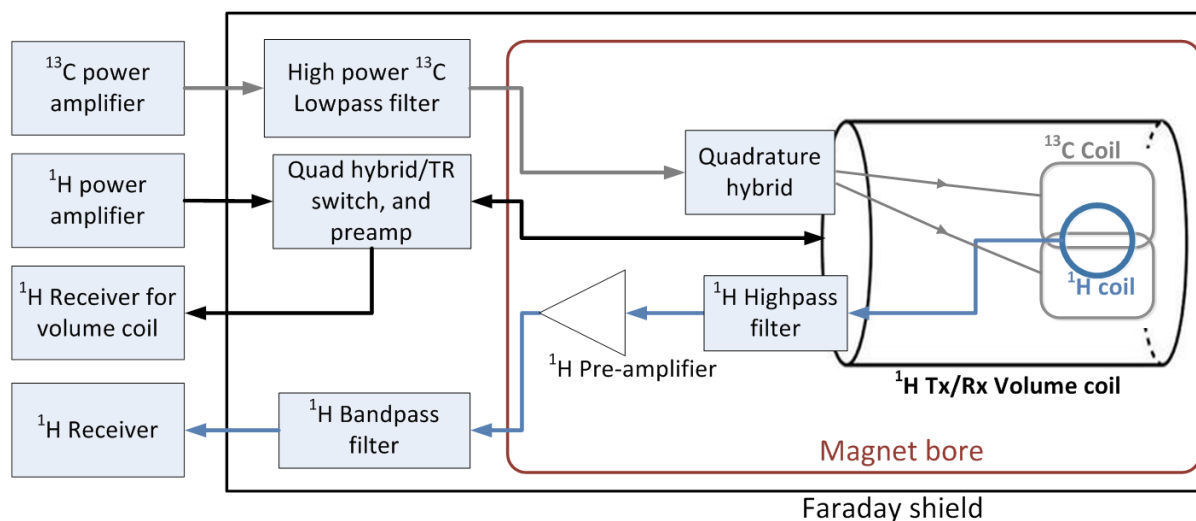 ¹³C power
amplifier
High power ¹³C
Lowpass filter
¹H power
amplifier
Quad hybrid/TR
switch, and
preamp
Quadrature
hybrid
¹³C Coil
¹H coil
¹H Receiver for
volume coil
¹H Highpass
filter
¹H Pre-amplifier
¹H Tx/Rx Volume coil
¹H Receiver
¹H Bandpass
filter
Magnet bore
Faraday shield